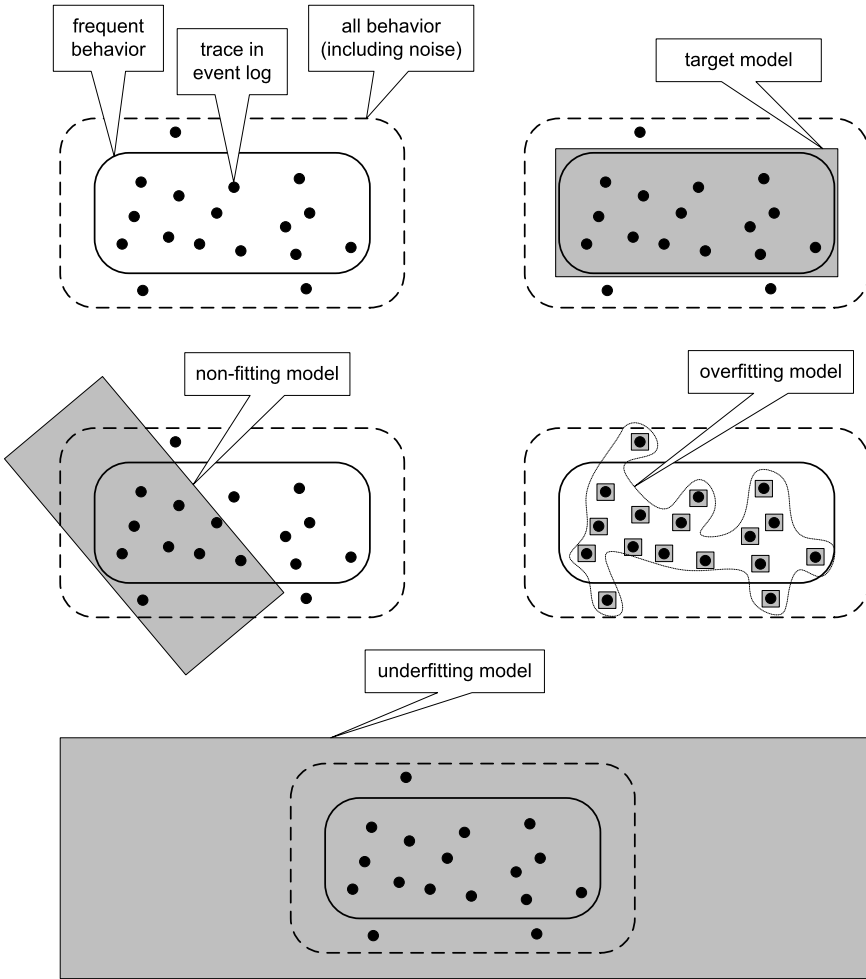 frequent
behavior
trace in
event log
all behavior
(including noise)
target model
non-fitting model
overfitting model
underfitting model